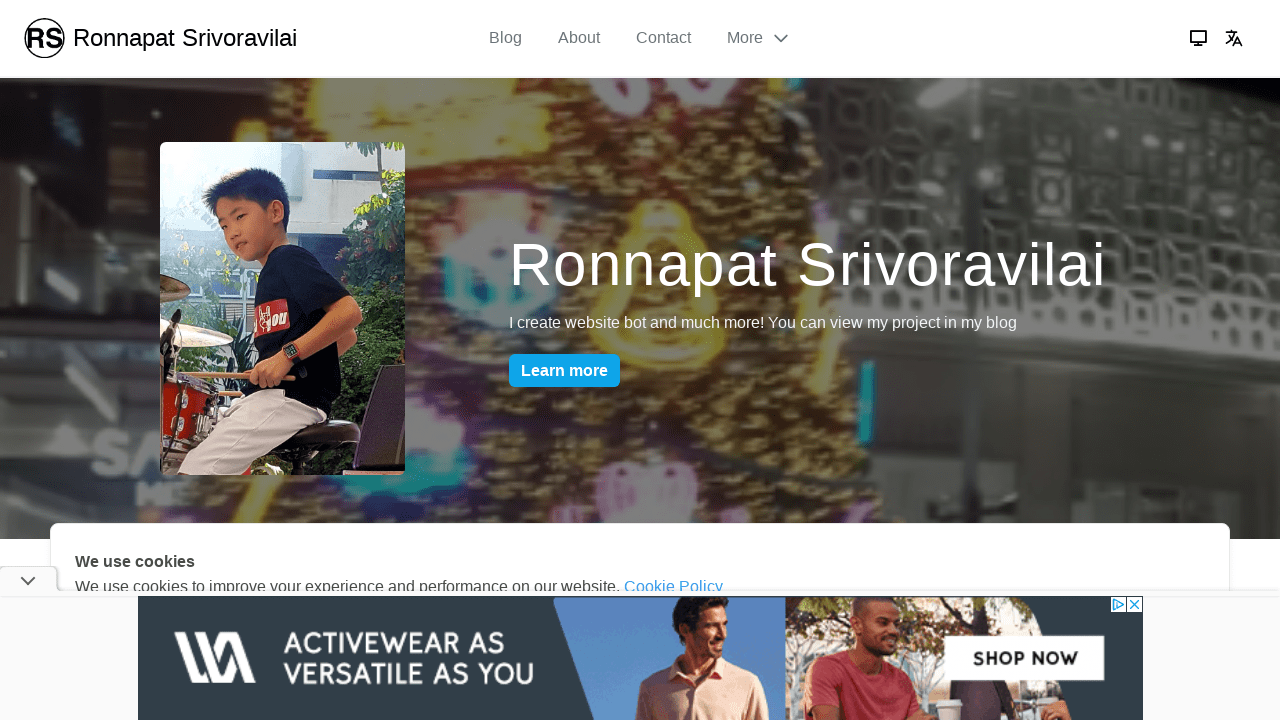 RS Ronnapat Srivoravilai
Blog
About
Contact
More
Ronnapat Srivoravilai
I create website bot and much more! You can view my project in my blog
Learn more
We use cookies
We use cookies to improve your experience and performance on our website. Cookie Policy
ACTIVEWEAR AS
VERSATILE AS YOU
SHOP NOW